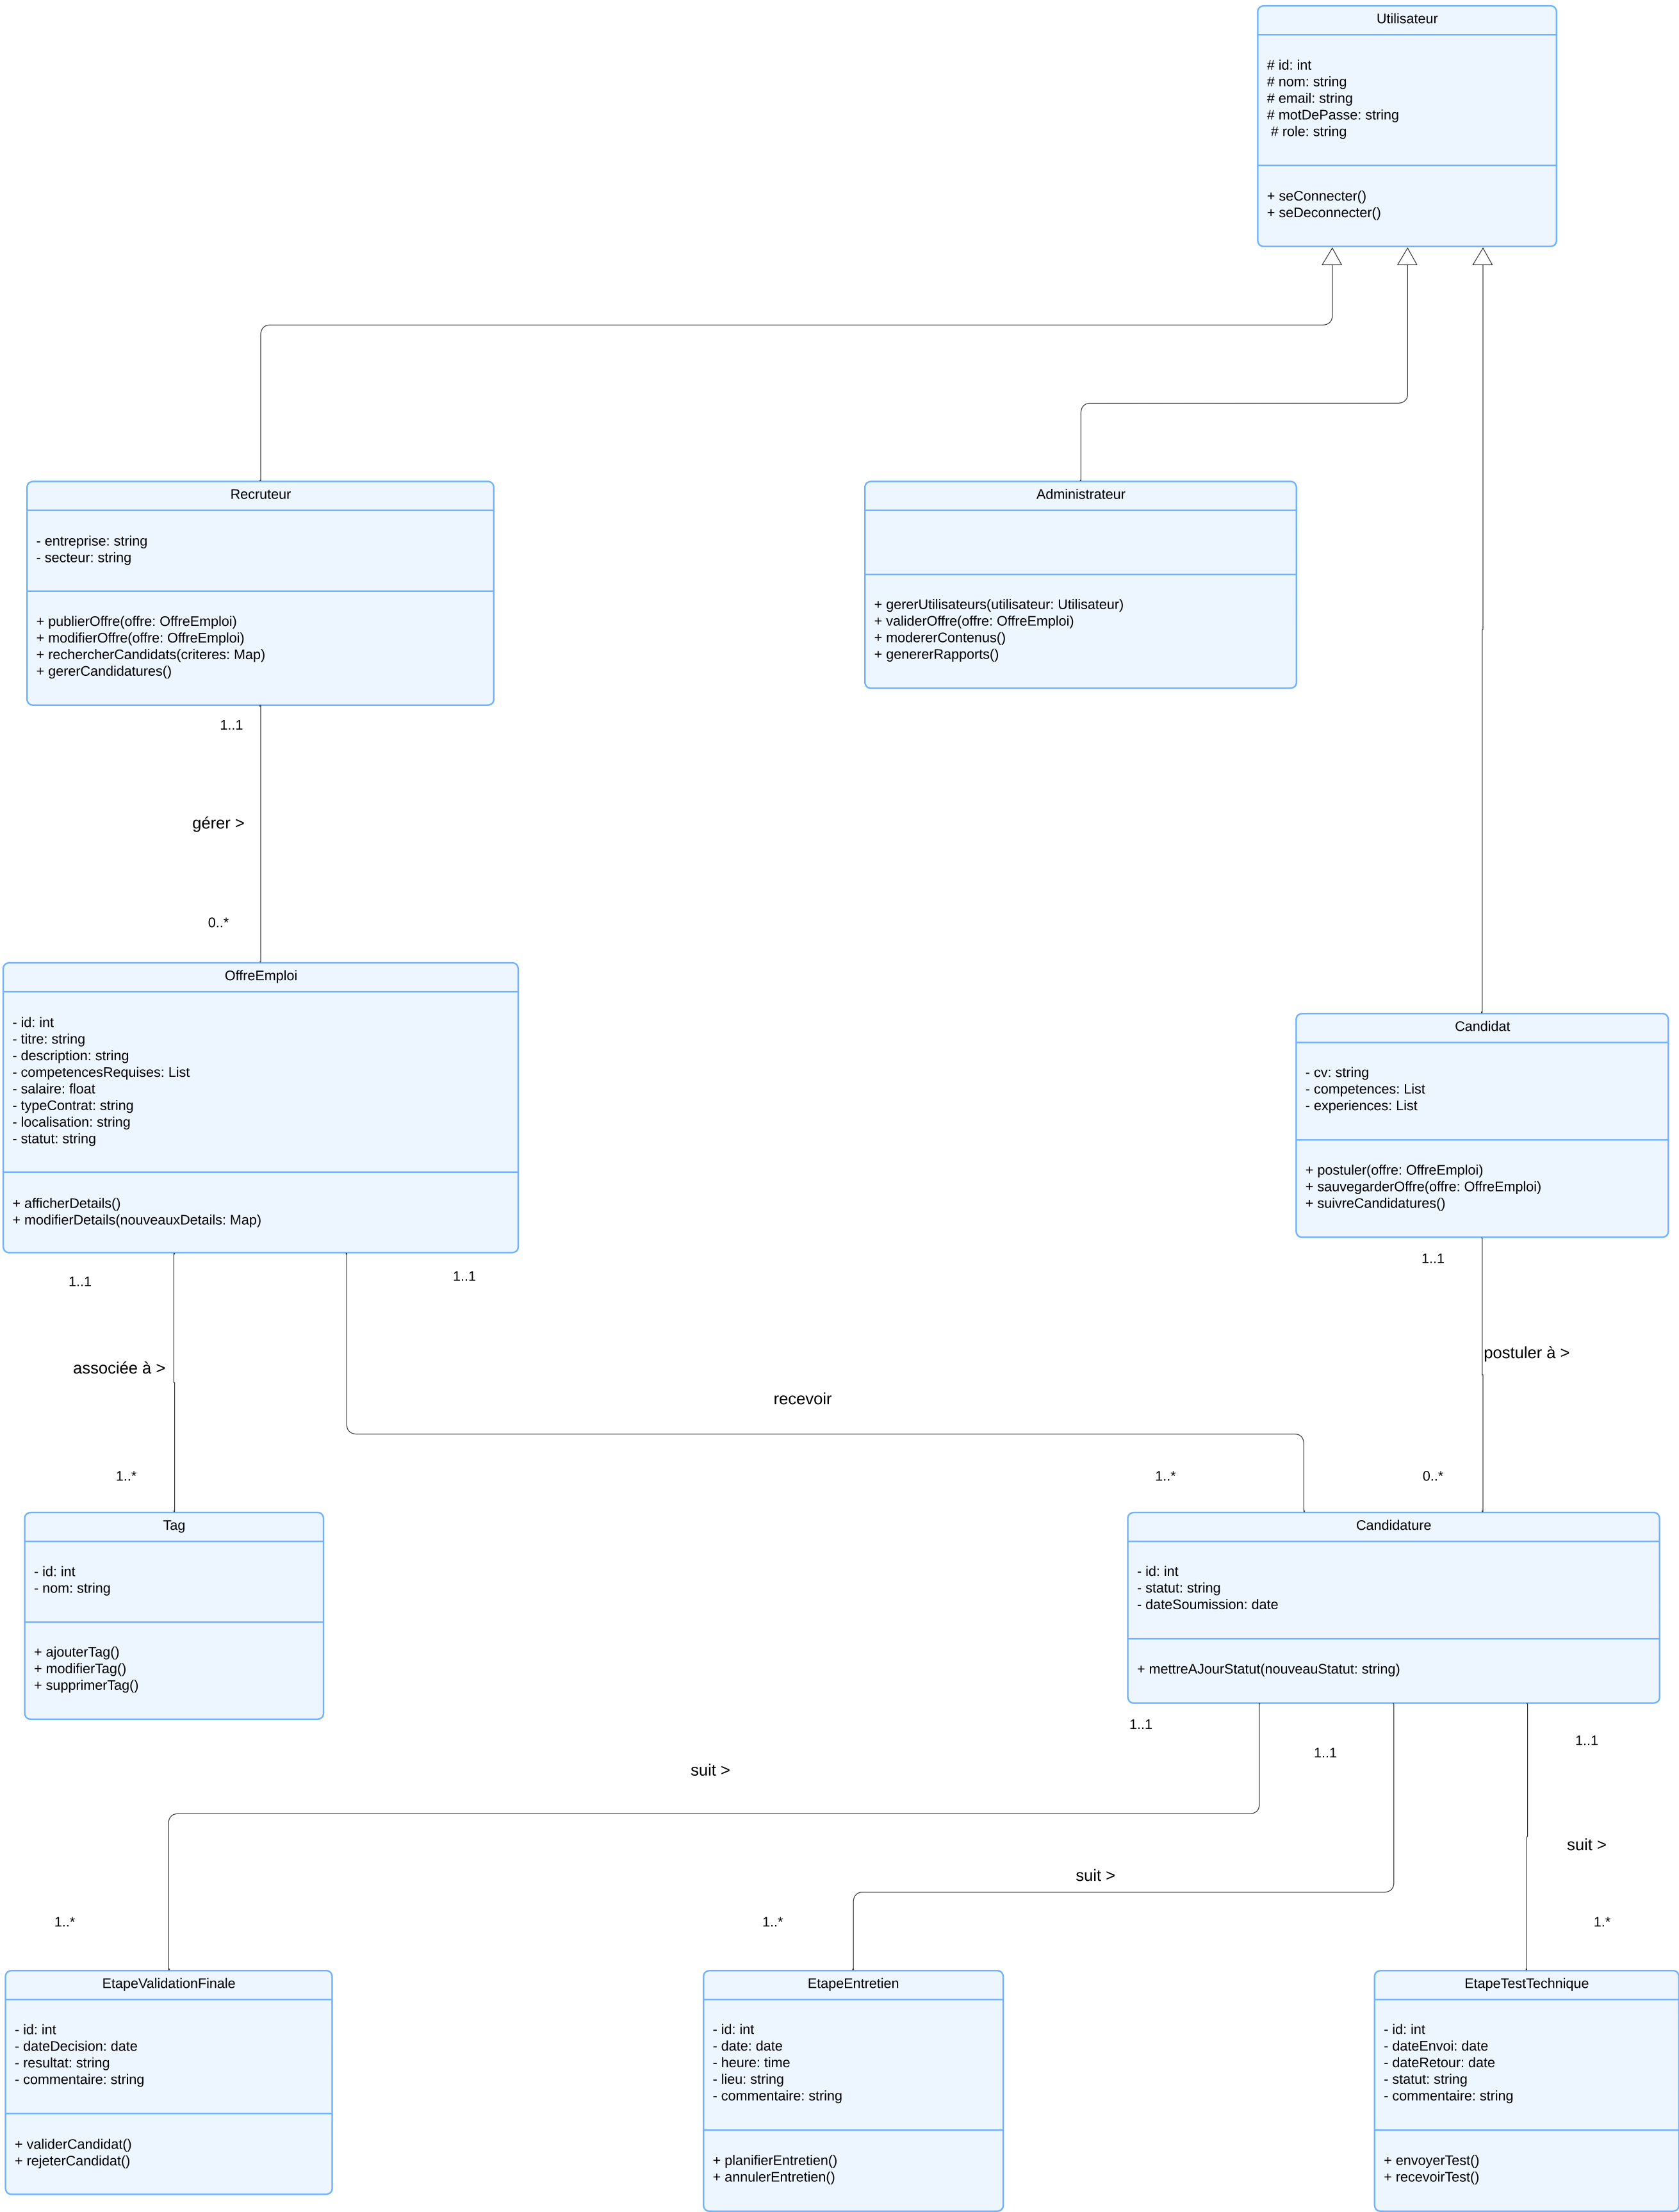 Utilisateur
# id: int
# nom: string
# email: string
# motDePasse: string
# role: string
+ seConnecter()
+ seDeconnecter()
Recruteur
- entreprise: string
- secteur: string
+ publierOffre(offre: OffreEmploi)
+ modifierOffre(offre: OffreEmploi)
+ rechercherCandidats(criteres: Map)
+ gererCandidatures()
Administrateur
+ gererUtilisateurs(utilisateur: Utilisateur)
+ validerOffre(offre: OffreEmploi)
+ modererContenus()
+ genererRapports()
1..1
gérer >
0..*
OffreEmploi
- id: int
- titre: string
- description: string
- competencesRequises: List
- salaire: float
- typeContrat: string
- localisation: string
- statut: string
+ afficherDetails()
+ modifierDetails(nouveauxDetails: Map)
Candidat
- cv: string
- competences: List
- experiences: List
+ postuler(offre: OffreEmploi)
+ sauvegarderOffre(offre: OffreEmploi)
+ suivreCandidatures()
1..1
1..1
1..1
associée à >
recevoir
postuler à >
1..*
1..*
0..*
Tag
- id: int
- nom: string
+ ajouterTag()
+ modifierTag()
+ supprimerTag()
Candidature
- id: int
- statut: string
- dateSoumission: date
+ mettreAJourStatut(nouveauStatut: string)
1..1
1..1
1..1
suit >
suit >
suit >
1..*
1..*
1.*
EtapeValidationFinale
- id: int
- dateDecision: date
- resultat: string
- commentaire: string
+ validerCandidat()
+ rejeterCandidat()
EtapeEntretien
- id: int
- date: date
- heure: time
- lieu: string
- commentaire: string
+ planifierEntretien()
+ annulerEntretien()
EtapeTestTechnique
- id: int
- dateEnvoi: date
- dateRetour: date
- statut: string
- commentaire: string
+ envoyerTest()
+ recevoirTest()